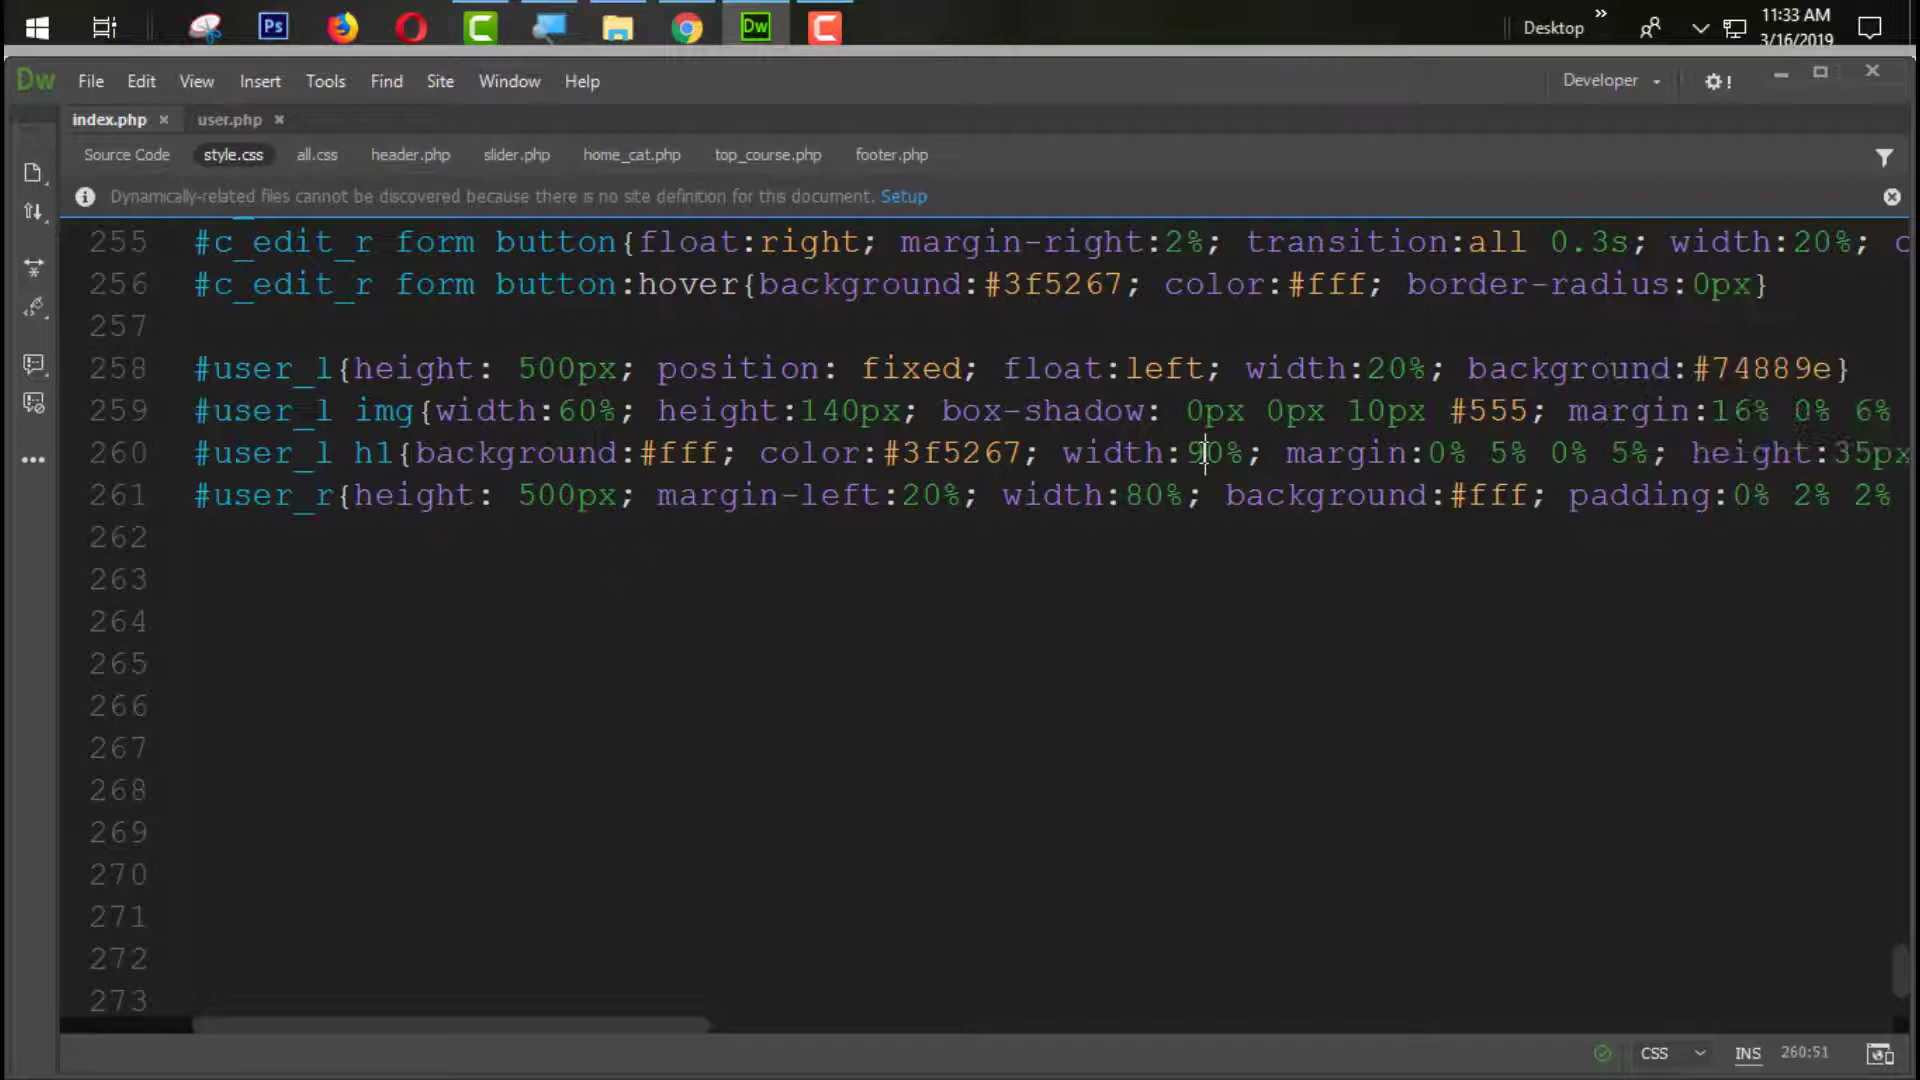 Ps
Dw
Desktop
»
11:33 AM
3/16/2019
Dw File Edit View Insert Tools Find Site Window Help
Developer
index.php × user.php ×
Source Code style.css all.css header.php slider.php home_cat.php top_course.php footer.php
Dynamically-related files cannot be discovered because there is no site definition for this document. Setup
255 #c_edit_r form button{float:right; margin-right:2%; transition:all 0.3s; width:20%; c
256 #c_edit_r form button:hover{background:#3f5267; color:#fff; border-radius:0px}
257
258 #user_l{height: 500px; position: fixed; float:left; width:20%; background:#74889e}
259 #user_l img{width:60%; height:140px; box-shadow: 0px 0px 10px #555; margin:16% 0% 6%
260 #user_l h1{background:#fff; color:#3f5267; width:90%; margin:0% 5% 0% 5%; height:35px
261 #user_r{height: 500px; margin-left:20%; width:80%; background:#fff; padding:0% 2% 2%
262
263
264
265
266
267
268
269
270
271
272
273
CSS INS 260:51